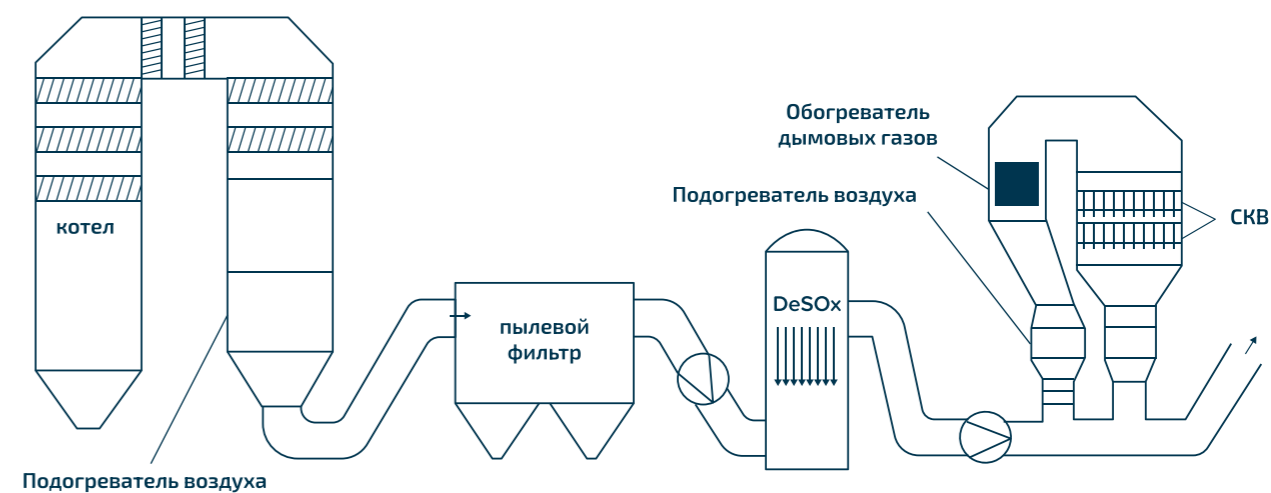 Обогреватель
дымовых газов
Подогреватель воздуха
СКВ
котел
DeSOx
пылевой
фильтр
Подогреватель воздуха